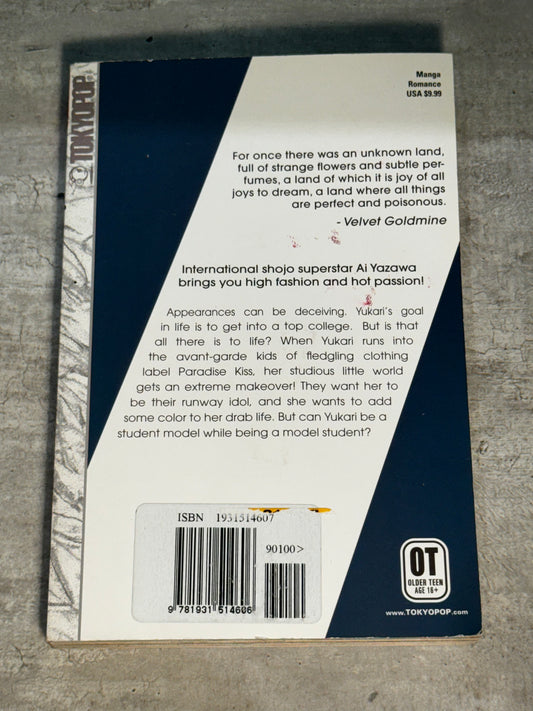 TOKYOPOP
Manga
Romance
USA $9.99
For once there was an unknown land,
full of strange flowers and subtle per-
fumes, a land of which it is joy of all
joys to dream, a land where all things
are perfect and poisonous.
- Velvet Goldmine
International shojo superstar Ai Yazawa
brings you high fashion and hot passion!
Appearances can be deceiving. Yukari's goal
in life is to get into a top college. But is that
all there is to life? When Yukari runs into
the avant-garde kids of fledgling clothing
label Paradise Kiss, her studious little world
gets an extreme makeover! They want her to
be their runway idol, and she wants to add
some color to her drab life. But can Yukari be a
student model while being a model student?
ISBN 1931514607
90100>
9 781931 514606
OT
OLDER TEEN
AGE 16+
www.TOKYOPOP.com